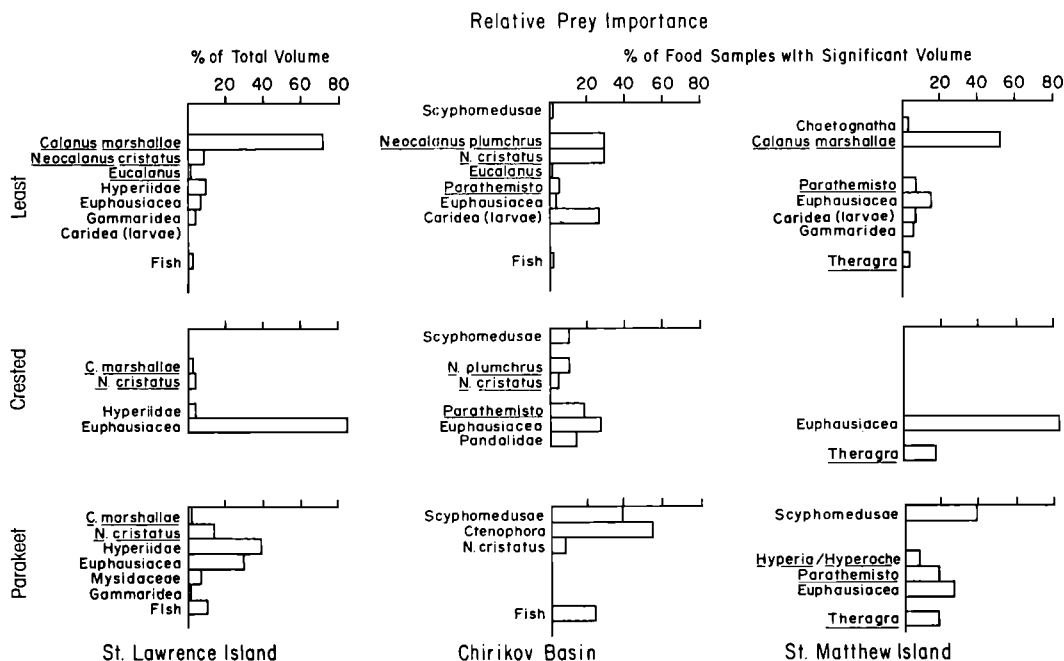 Relative Prey Importance
% of Total Volume
% of Food Samples with Significant Volume
20 40 60 80
20 40 60 80
20 40 60 80
Least
Calanus marshallae
Neocalanus cristatus
Eucalanus
Hyperiidae
Euphausiacea
Gammaridea
Caridea (larvae)
Fish
Scyphomedusae
Neocalanus plumchrus
N. cristatus
Eucalanus
Parathemisto
Euphausiacea
Caridea (larvae)
Fish
Chaetognatha
Calanus marshallae
Parathemisto
Euphausiacea
Caridea (larvae)
Gammaridea
Theragra
Crested
C. marshallae
N. cristatus
Hyperiidae
Euphausiacea
Scyphomedusae
N. plumchrus
N. cristatus
Parathemisto
Euphausiacea
Pandalidae
Euphausiacea
Theragra
Parakeet
C. marshallae
N. cristatus
Hyperiidae
Euphausiacea
Mysidaceae
Gammaridea
Fish
Scyphomedusae
Ctenophora
N. cristatus
Fish
Scyphomedusae
Hyperia/Hyperoche
Parathemisto
Euphausiacea
Theragra
St. Lawrence Island
Chirikov Basin
St. Matthew Island